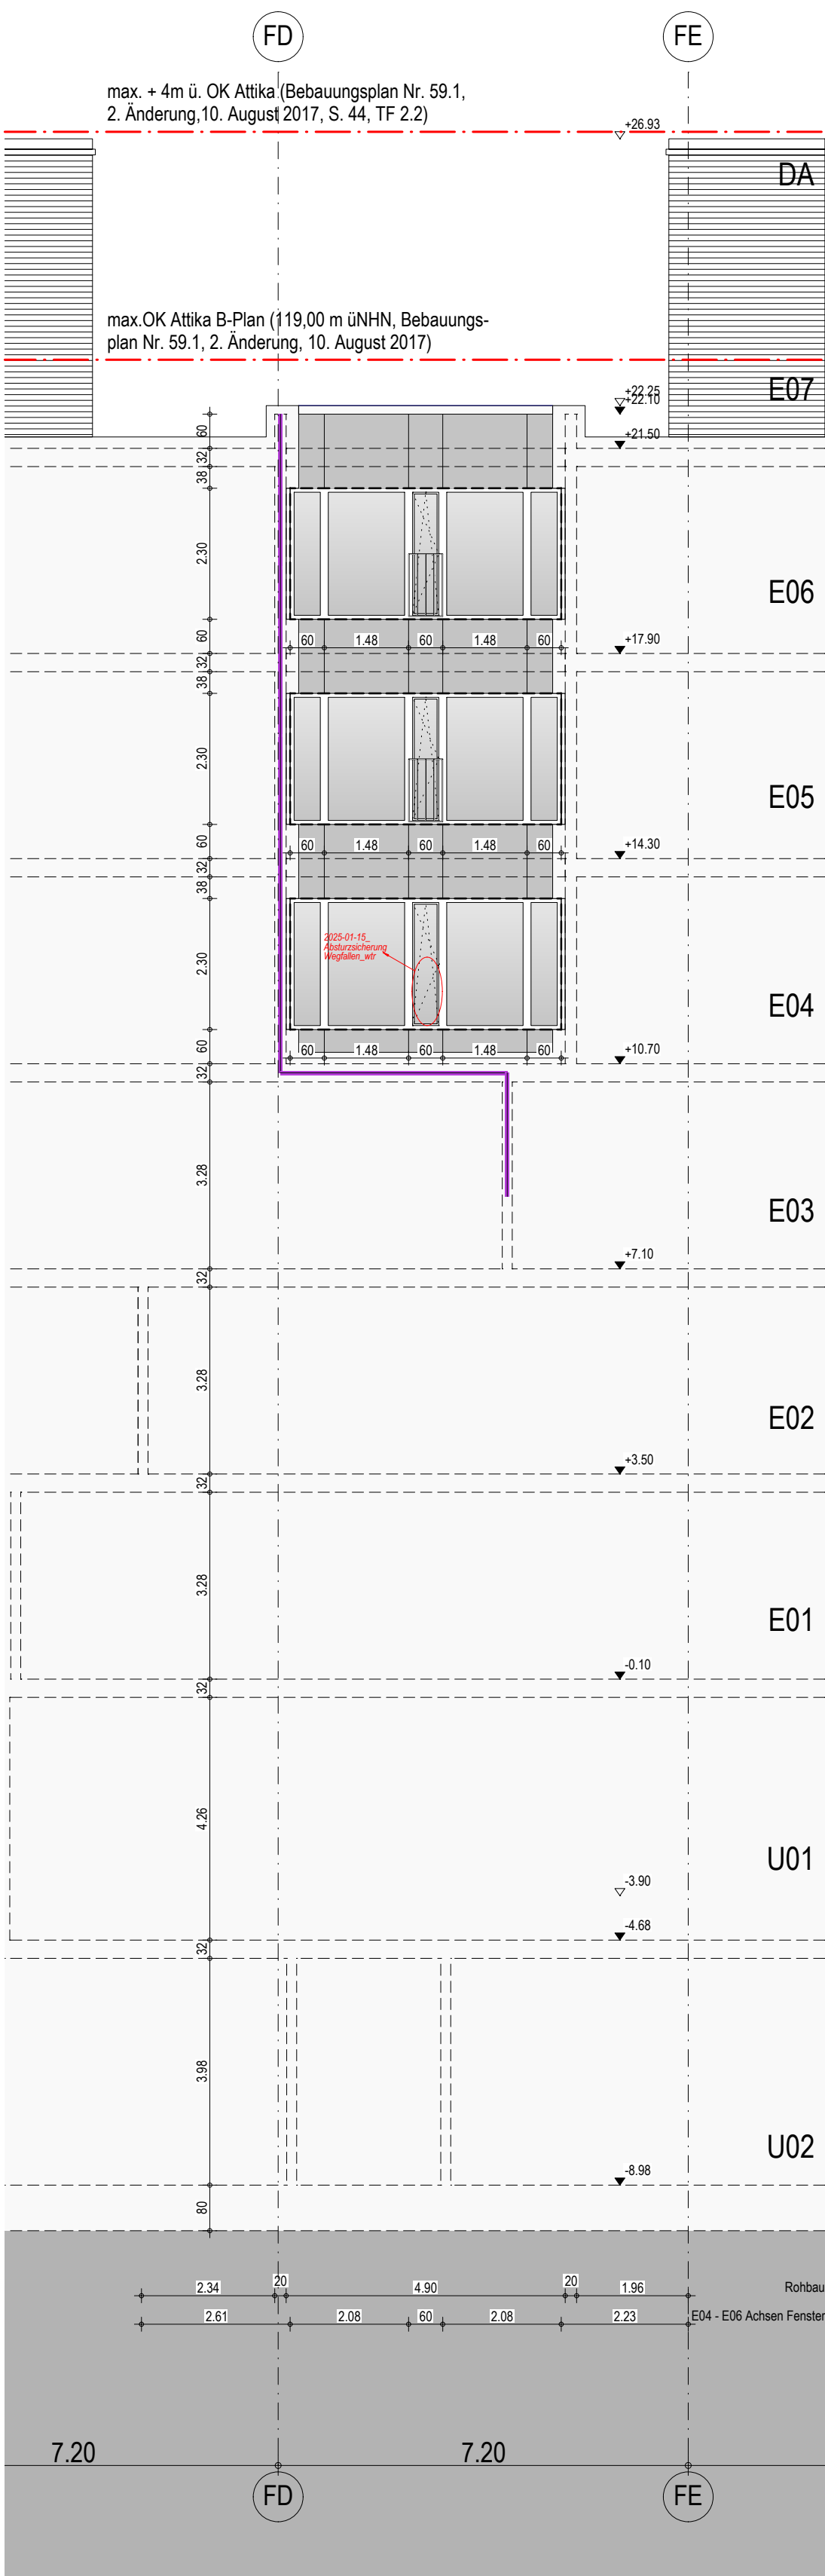 FD
FE
max. + 4m ü. OK Attika (Bebauungsplan Nr. 59.1,
2. Änderung,10. August 2017, S. 44, TF 2.2)
+26.93
DA
max.OK Attika B-Plan (119,00 m üNHN, Bebauungs-
plan Nr. 59.1, 2. Änderung, 10. August 2017)
+22.25
+22.10
E07
+21.50
60
32
38
2.30
E06
60
60 1.48 60 1.48 60
+17.90
32
38
2.30
E05
60
60 1.48 60 1.48 60
+14.30
32
38
2025-01-15_
Absturzsicherung
Wegfallen_wtr
2.30
E04
60
60 1.48 60 1.48 60
+10.70
32
3.28
E03
+7.10
32
3.28
E02
+3.50
32
3.28
E01
-0.10
32
4.26
U01
-3.90
-4.68
32
3.98
U02
-8.98
80
2.34 20 4.90 20 1.96 Rohbau
2.61 2.08 60 2.08 2.23 E04 - E06 Achsen Fenster
7.20 7.20
FD FE